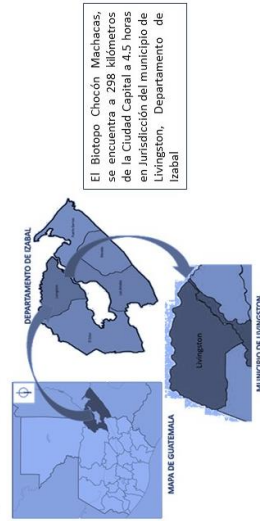 MAPA DE GUATEMALA
DEPARTAMENTO DE IZABAL
Livingston
MUNICIPIO DE LIVINGSTON
El Biotopo Chocón Machacas,
se encuentra a 298 kilómetros
de la Ciudad Capital a 4.5 horas
en Jurisdicción del municipio de
Livingston, Departamento de
Izabal